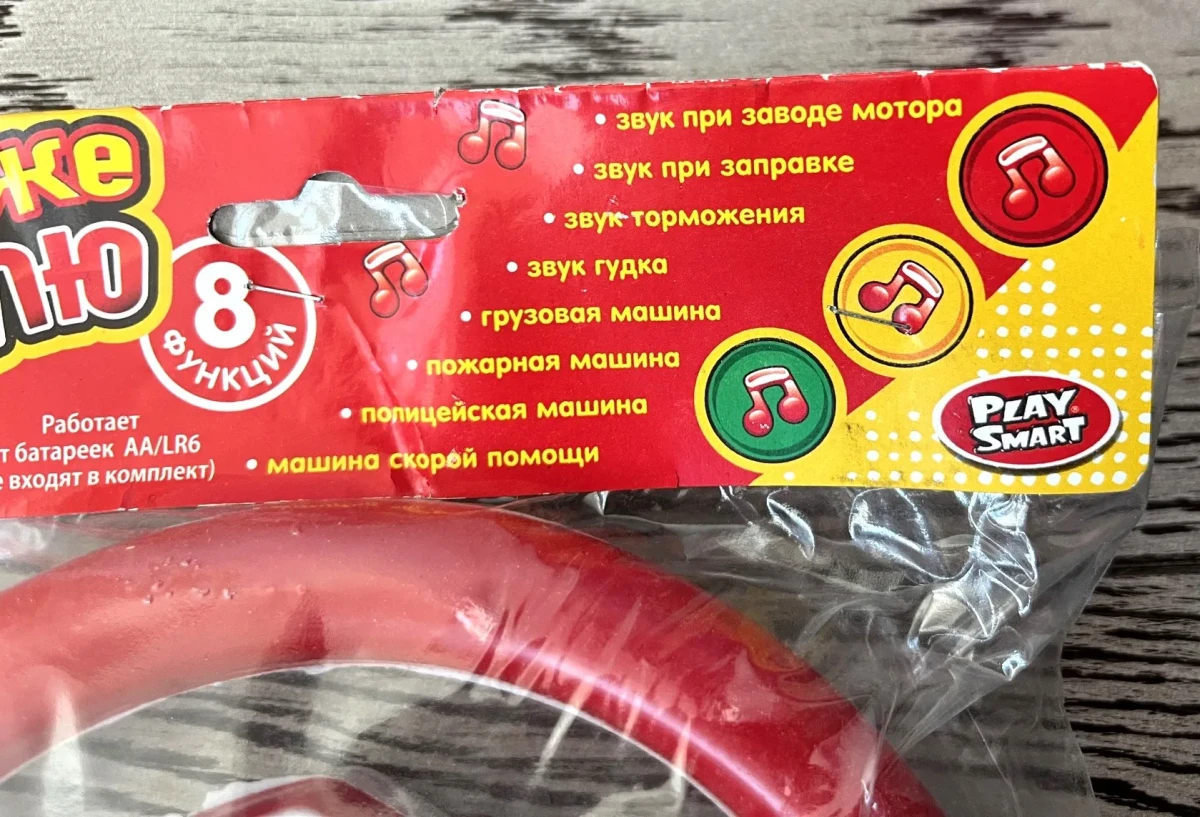 • звук при заводе мотора
• звук при заправке
• звук торможения
• звук гудка
• грузовая машина
• пожарная машина
• полицейская машина
• машина скорой помощи
8
ФУНКЦИЙ
Работает
батареек AA/LR6
входят в комплект)
PLAY
SMART